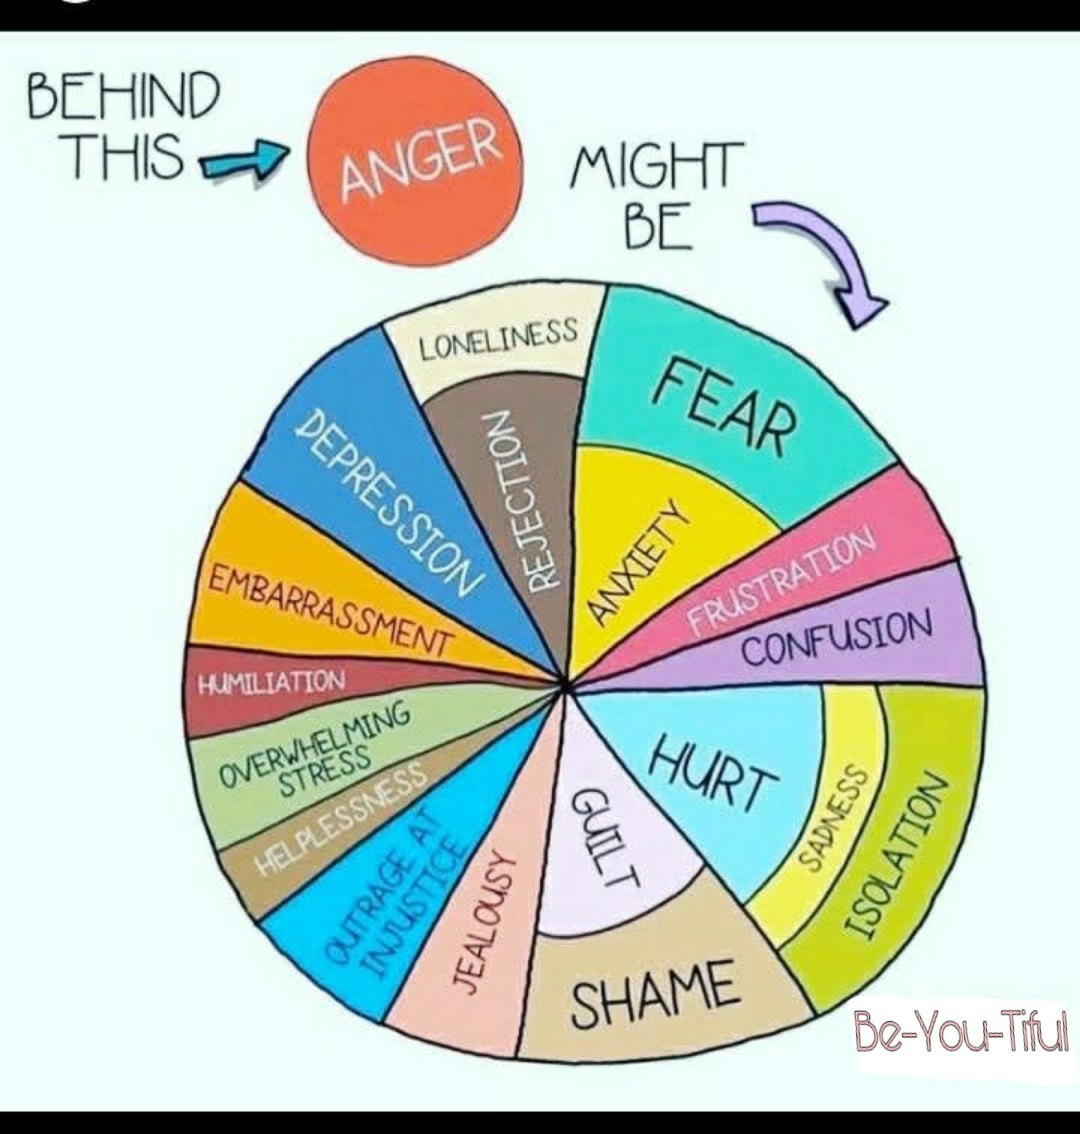 BEHIND
THIS
ANGER
MIGHT
BE
LONELINESS
REJECTION
FEAR
ANXIETY
FRUSTRATION
CONFUSION
HURT
SADNESS
ISOLATION
GUILT
SHAME
JEALOUSY
OUTRAGE AT
INJUSTICE
HELPLESSNESS
OVERWHELMING
STRESS
HUMILIATION
EMBARRASSMENT
DEPRESSION
Be-You-Tiful